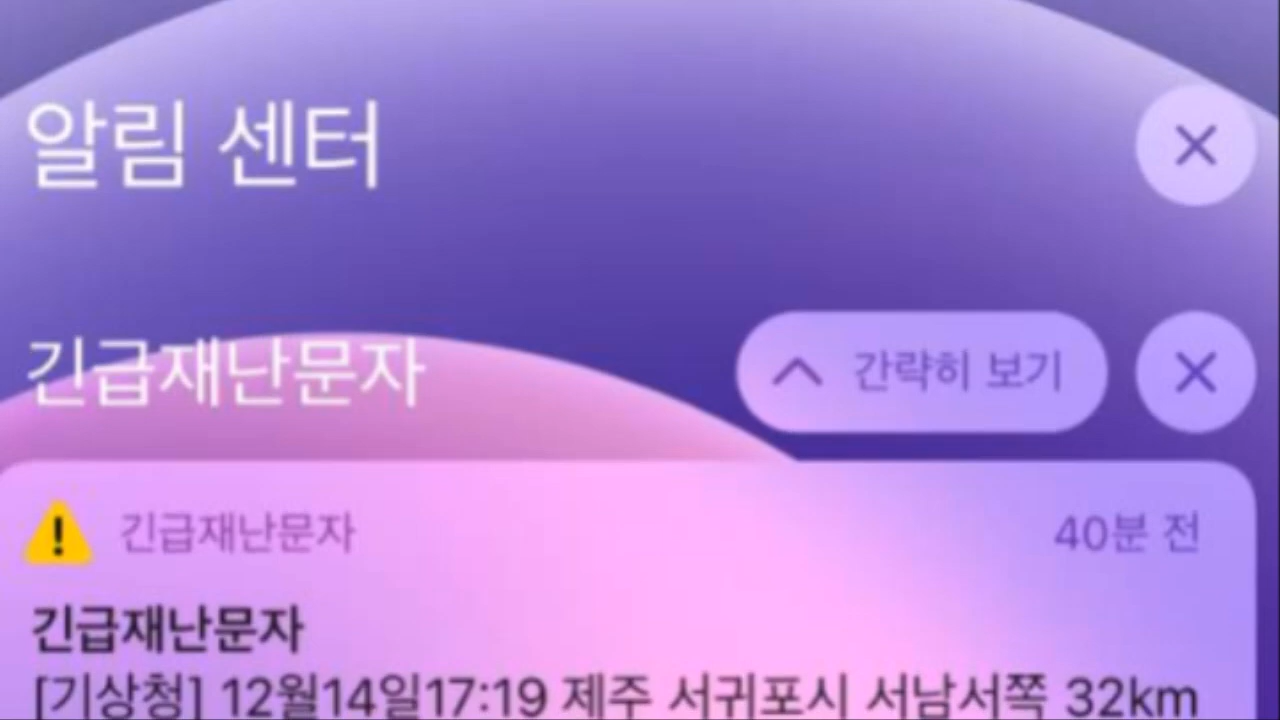 알림 센터
긴급재난문자
간략히 보기
긴급재난문자
40분 전
긴급재난문자
[기상청] 12월14일17:19 제주 서귀포시 서남서쪽 32km